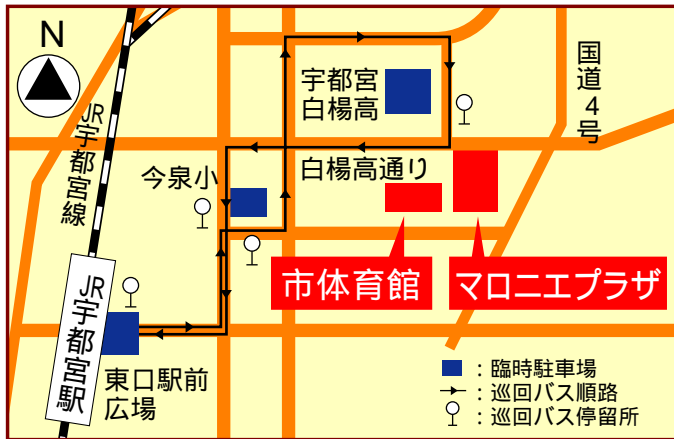 N
JR宇都宮線
宇都宮
白楊高
国道4号
今泉小
白楊高通り
市体育館
マロニエプラザ
JR宇都宮駅
東口駅前
広場
：臨時駐車場
：巡回バス順路
：巡回バス停留所